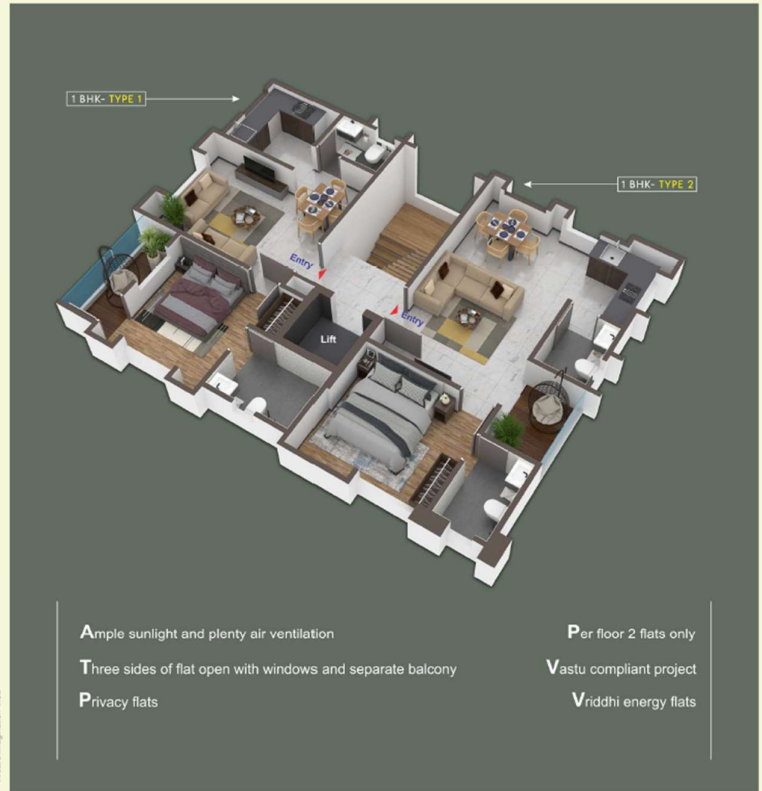 1 BHK- TYPE 1
1 BHK- TYPE 2
Entry
Entry
Lift
Ample sunlight and plenty air ventilation
Three sides of flat open with windows and separate balcony
Privacy flats
Per floor 2 flats only
Vastu compliant project
Vriddhi energy flats